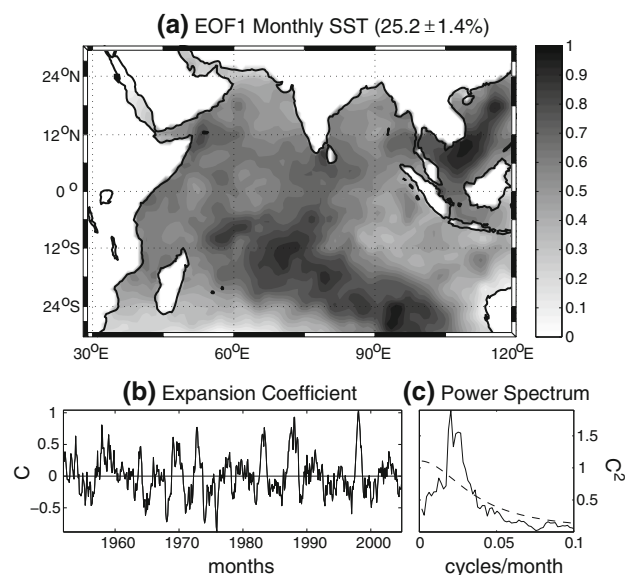 (a) EOF1 Monthly SST (25.2 ± 1.4%)
24°N
12°N
0°
12°S
24°S
30°E 60°E 90°E 120°E
1
0.9
0.8
0.7
0.6
0.5
0.4
0.3
0.2
0.1
0
(b) Expansion Coefficient
C
1
0.5
0
−0.5
1960 1970 1980 1990 2000
months
(c) Power Spectrum
1.5
1
0.5
C²
0 0.1
cycles/month